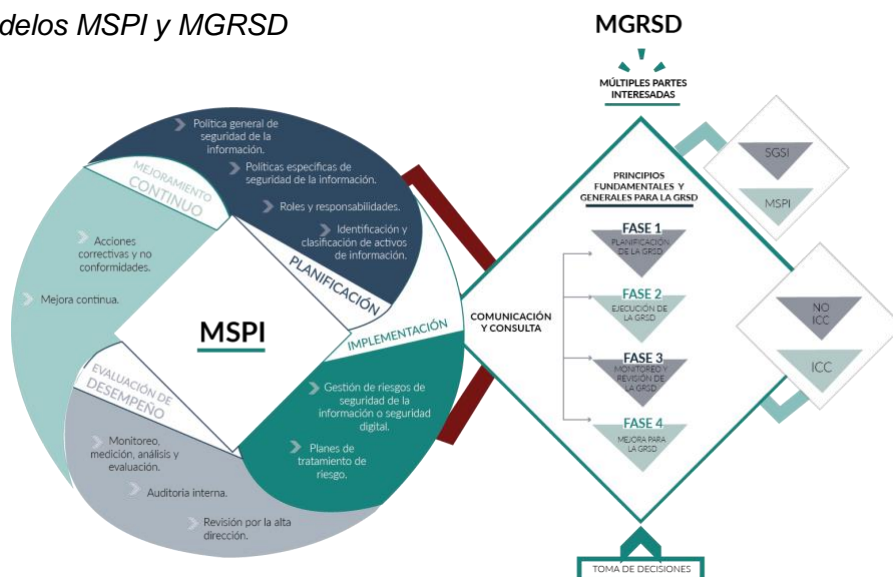 delos MSPI y MGRSD
MGRSD
MÚLTIPLES PARTES
INTERESADAS
Política general de
seguridad de la
información.
Políticas especificas de
seguridad de la información.
Roles y responsabilidades.
Identificación y
clasificación de activos
de información.
PLANIFICACIÓN
MEJORAMIENTO
CONTINUO
Acciones
correctivas y no
conformidades.
Mejora continua.
MSPI
IMPLEMENTACIÓN
Gestión de riesgos de
seguridad de la
información o seguridad
digital.
Planes de
tratamiento de
riesgo.
EVALUACIÓN DE
DESEMPEÑO
Monitoreo,
medición, análisis y
evaluación.
Auditoria interna.
Revisión por la alta
dirección.
PRINCIPIOS
FUNDAMENTALES Y
GENERALES PARA LA GRSD
COMUNICACIÓN
Y CONSULTA
FASE 1
PLANIFICACIÓN
DE LA GRSD
FASE 2
EJECUCIÓN DE
LA GRSD
FASE 3
MONITOREO Y
REVISIÓN DE
LA GRSD
FASE 4
MEJORA PARA
LA GRSD
SGSI
MSPI
NO
ICC
ICC
TOMA DE DECISIONES